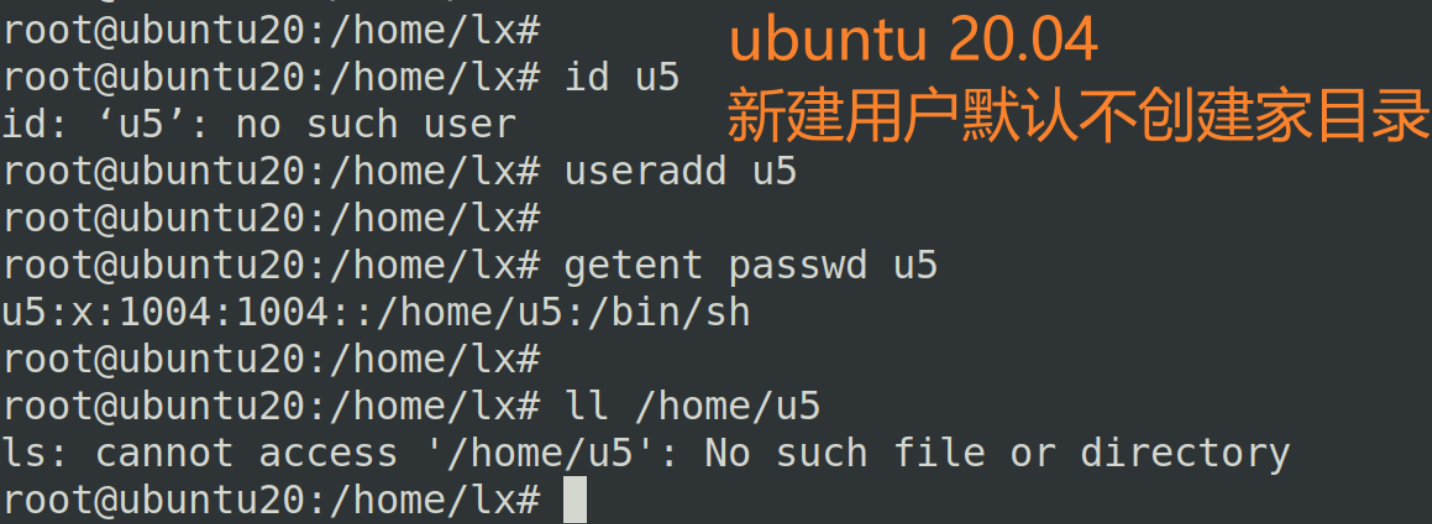 root@ubuntu20:/home/lx#
ubuntu 20.04
root@ubuntu20:/home/lx# id u5
新建用户默认不创建家目录
id: ‘u5’: no such user
root@ubuntu20:/home/lx# useradd u5
root@ubuntu20:/home/lx#
root@ubuntu20:/home/lx# getent passwd u5
u5:x:1004:1004::/home/u5:/bin/sh
root@ubuntu20:/home/lx#
root@ubuntu20:/home/lx# ll /home/u5
ls: cannot access '/home/u5': No such file or directory
root@ubuntu20:/home/lx#